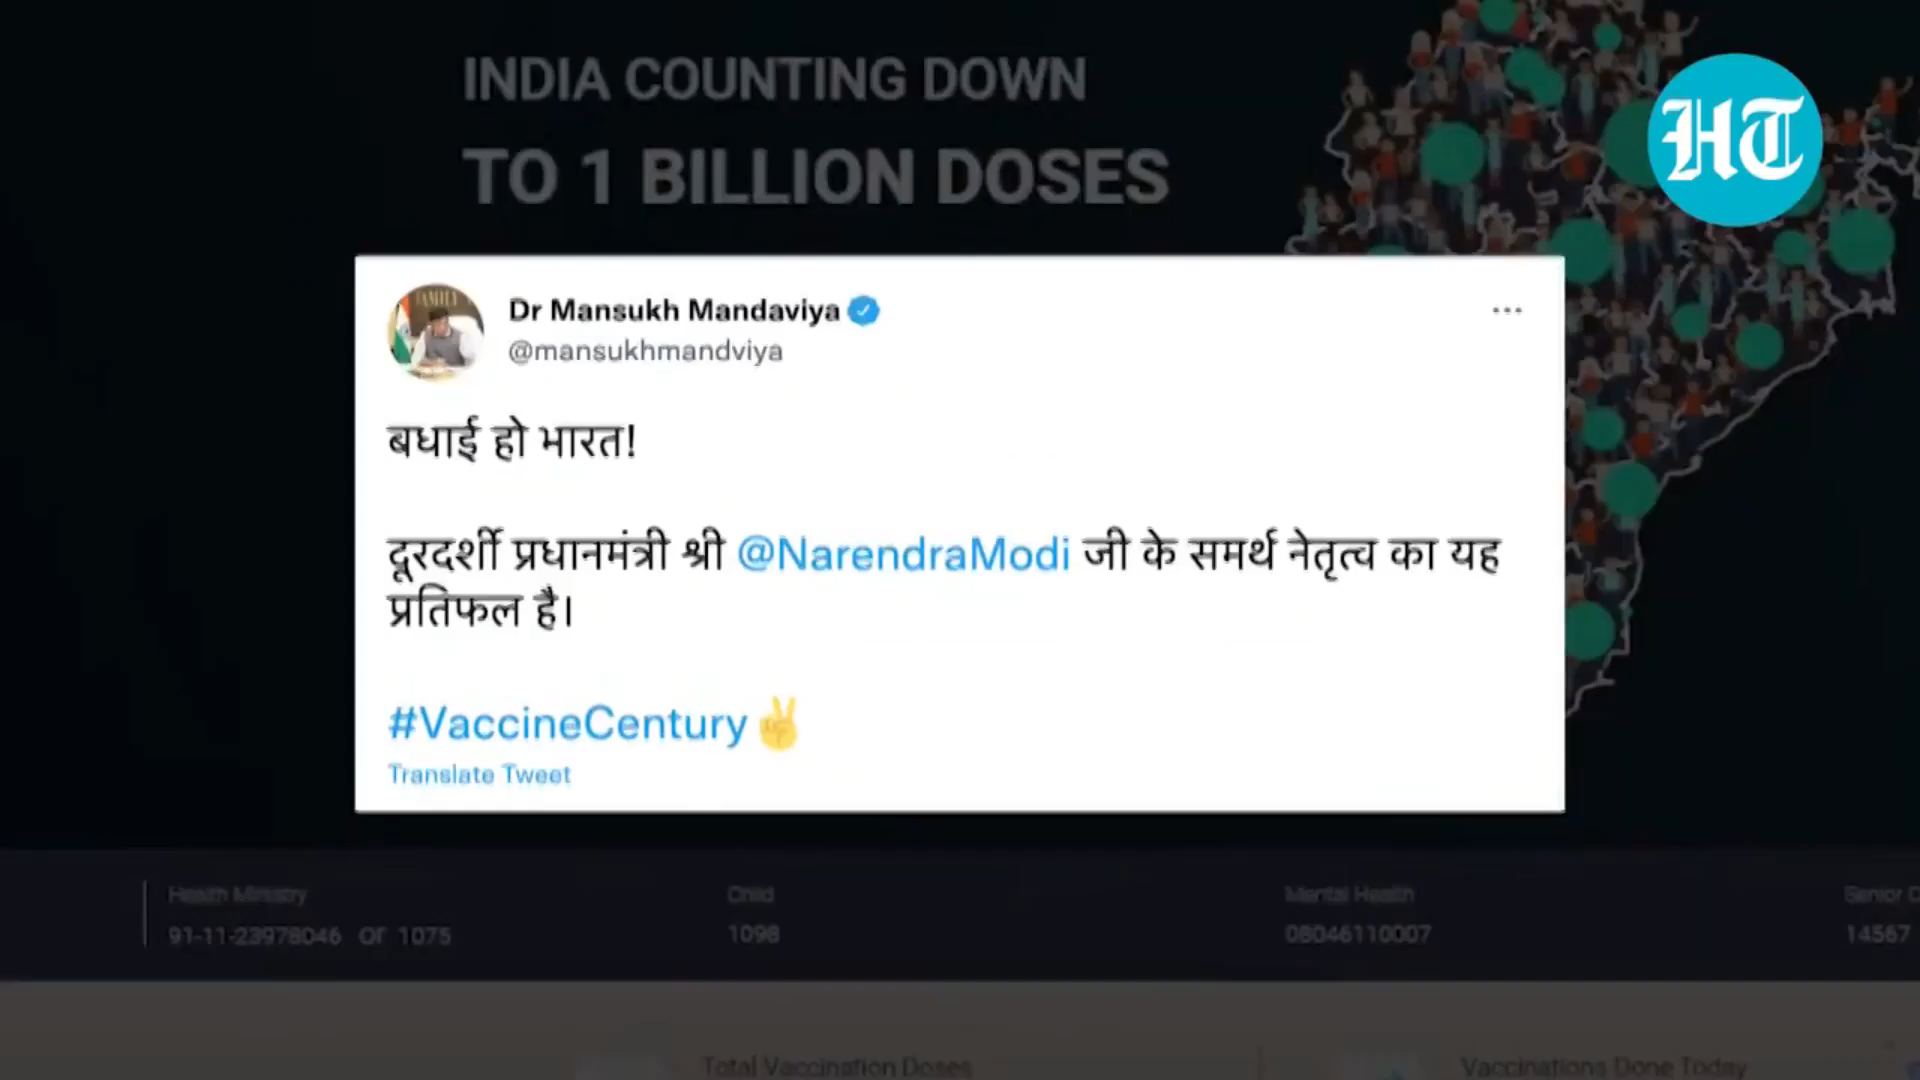 INDIA COUNTING DOWN
TO 1 BILLION DOSES
HT
FAMILY
Dr Mansukh Mandaviya
@mansukhmandviya
बधाई हो भारत!
दूरदर्शी प्रधानमंत्री श्री @NarendraModi जी के समर्थ नेतृत्व का यह
प्रतिफल है।
#VaccineCentury✌
Translate Tweet
Health Ministry
91-11-23978046 or 1075
Child
1098
Mental Health
08046110007
Senior
14567
Total Vaccination Doses
Vaccinations Done Today